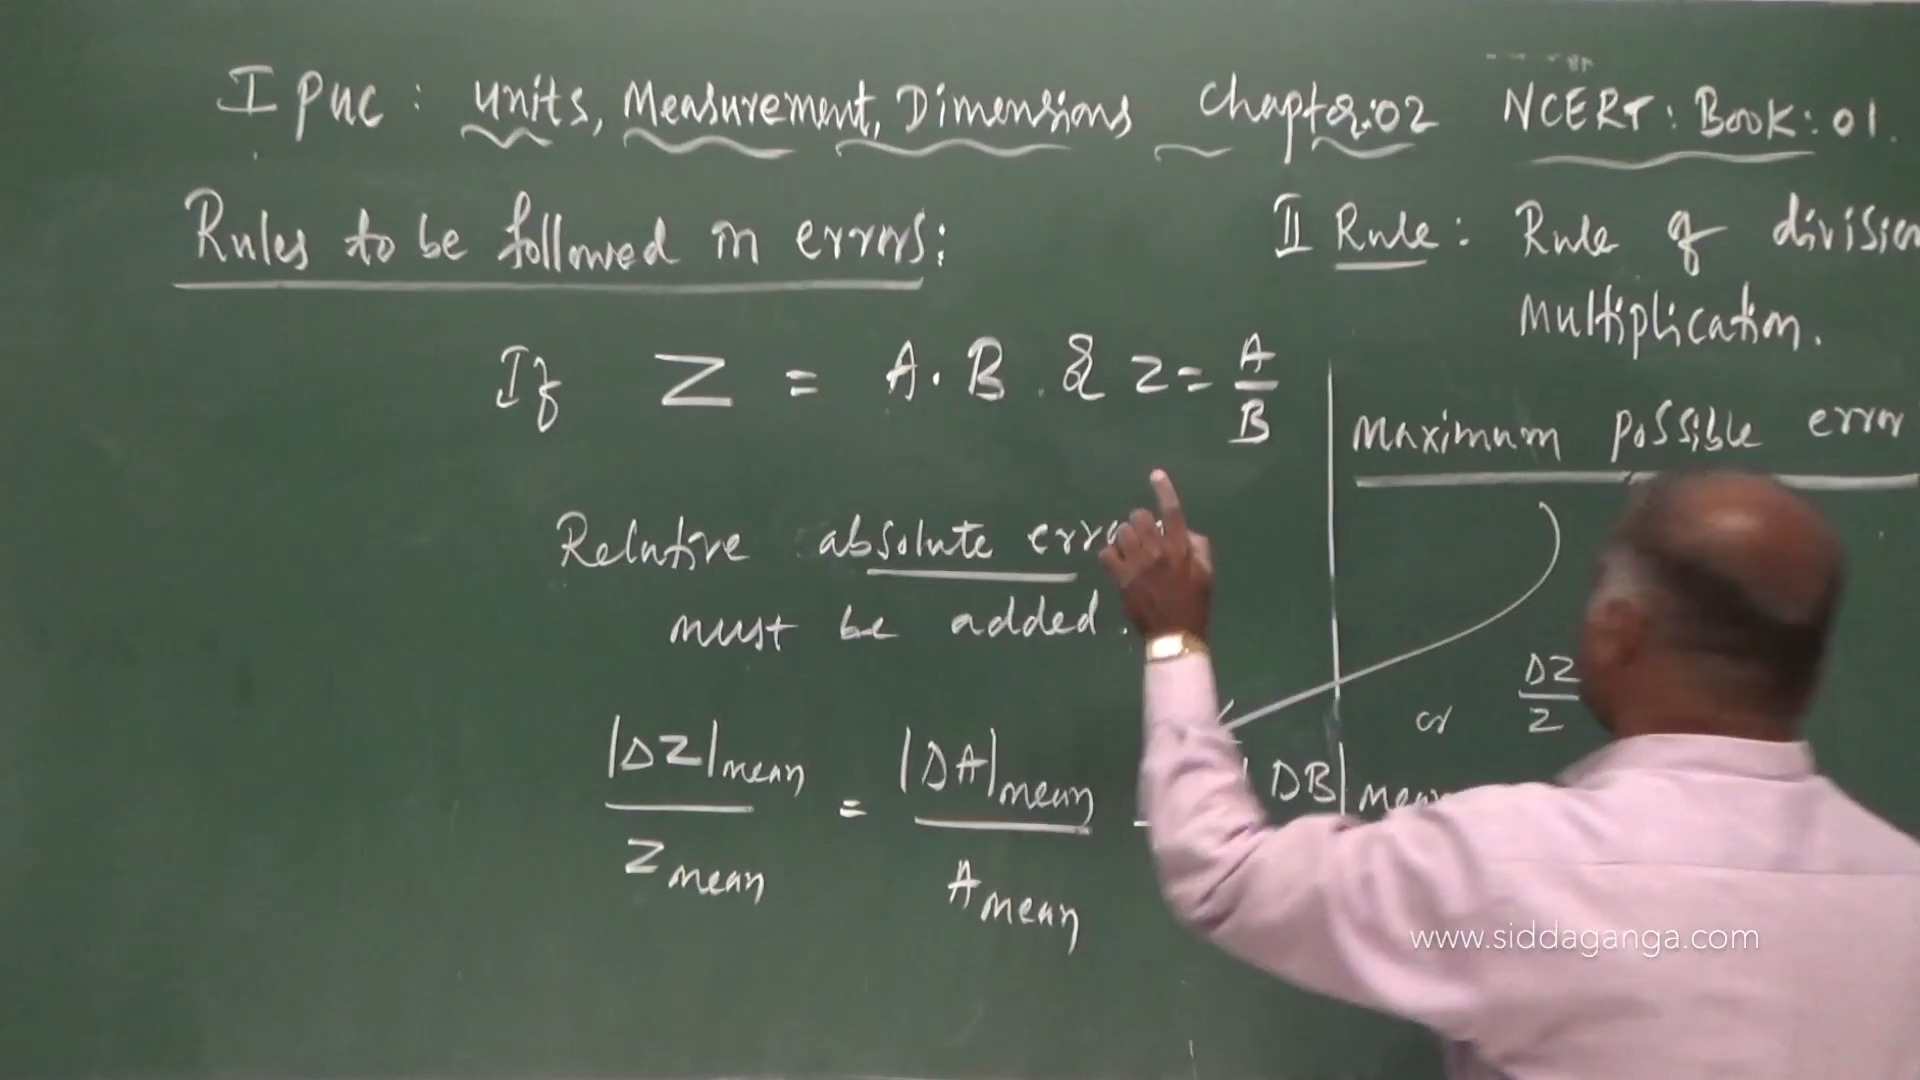 I PUC : units, Measurement, Dimensions Chapter:02 NCERT : Book : 01.
Rules to be followed in errors:
II Rule : Rule of division
multiplication.
If Z = A . B . & Z = A/B
maximum possible error
Relative absolute error
must be added.
or ΔZ/Z
|ΔZ|mean / Zmean = |ΔA|mean / Amean |ΔB|mean
www.siddaganga.com